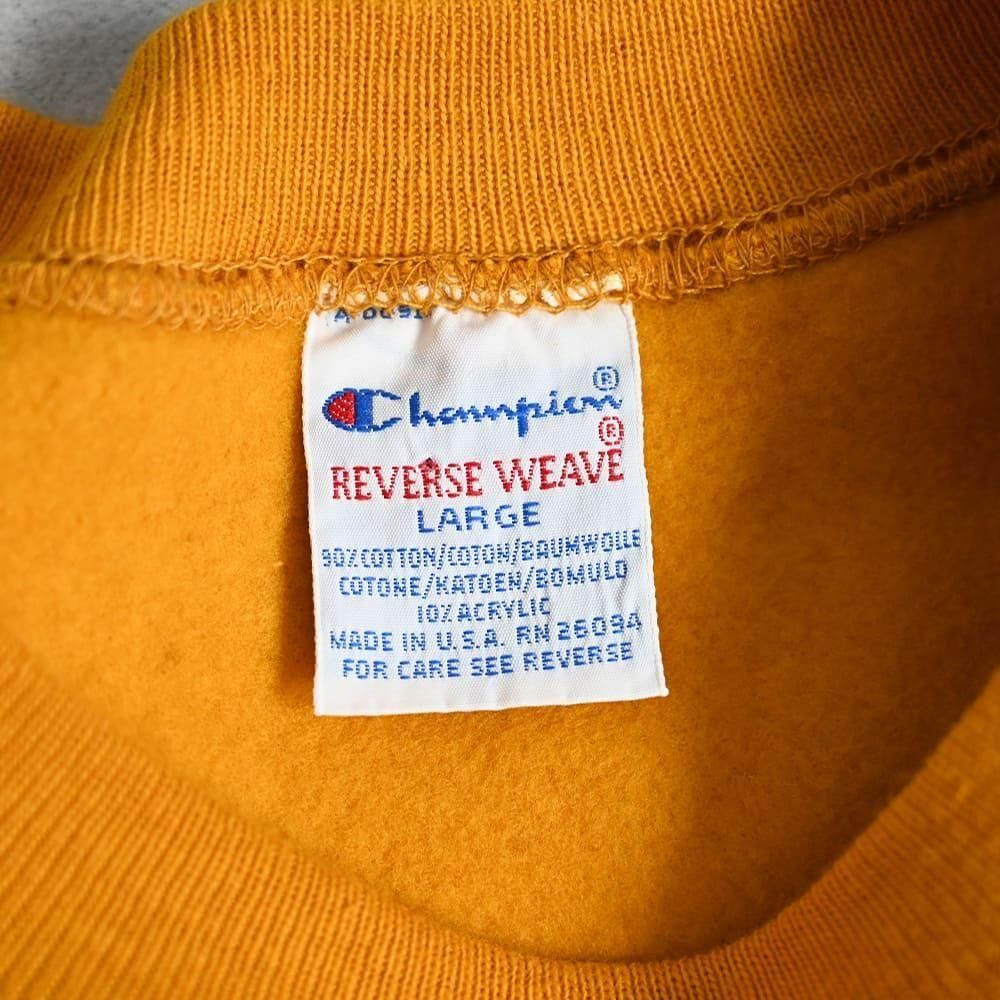 Champion®
REVERSE WEAVE®
LARGE
90% COTTON/COTON/BAUMWOLLE
COTONE/KATOEN/BOMULD
10% ACRYLIC
MADE IN U.S.A. RN 26094
FOR CARE SEE REVERSE